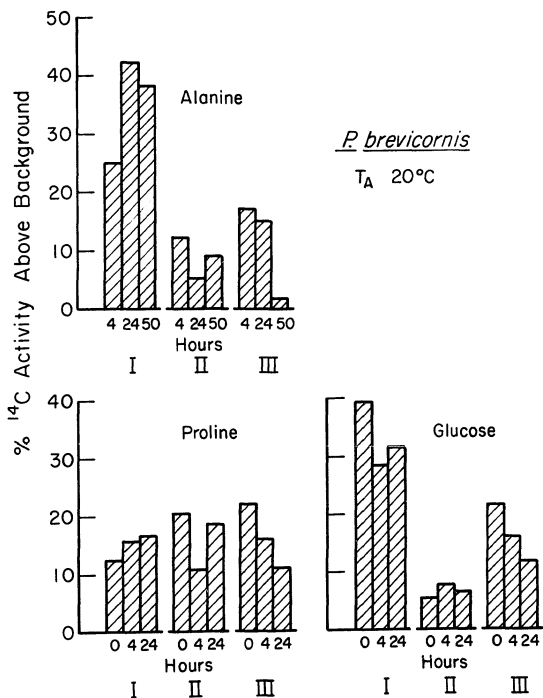 % ¹⁴C Activity Above Background
50
40
30
20
10
0
Alanine
P. brevicornis
TA 20°C
4 24 50 4 24 50 4 24 50
Hours
I II III
40
30
20
10
0
Proline
0 4 24 0 4 24 0 4 24
Hours
I II III
Glucose
0 4 24 0 4 24 0 4 24
Hours
I II III